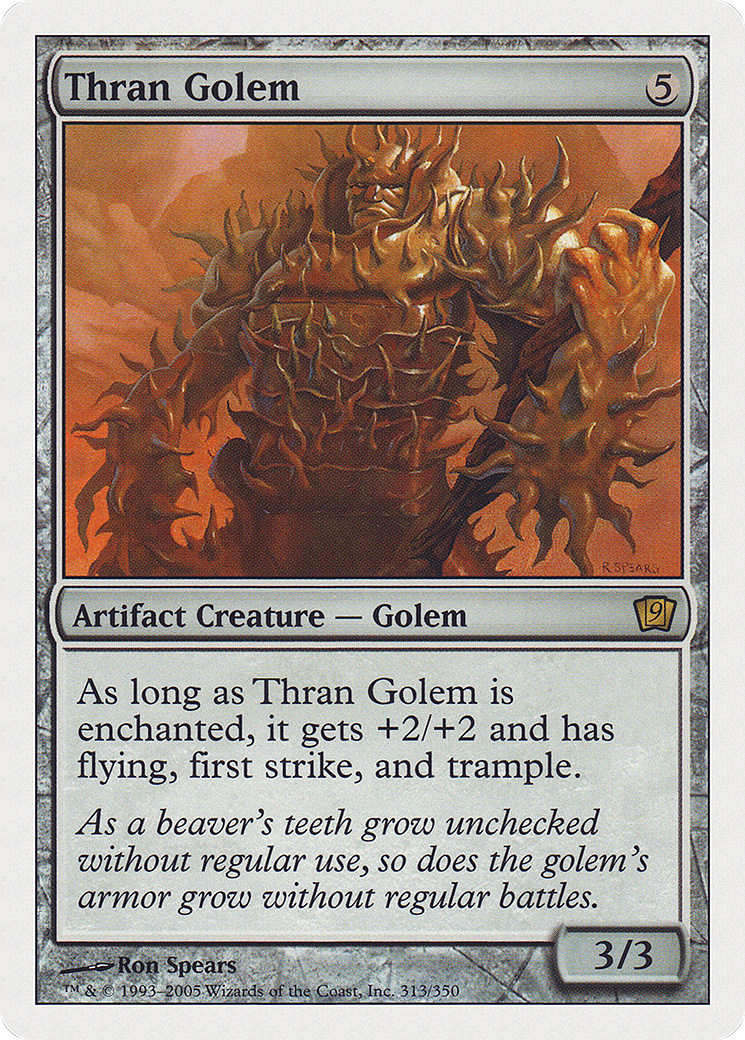 Thran Golem
5
R. SPEARS
Artifact Creature — Golem
9
As long as Thran Golem is
enchanted, it gets +2/+2 and has
flying, first strike, and trample.
As a beaver's teeth grow unchecked
without regular use, so does the golem's
armor grow without regular battles.
3/3
Ron Spears
™ & © 1993–2005 Wizards of the Coast, Inc. 313/350